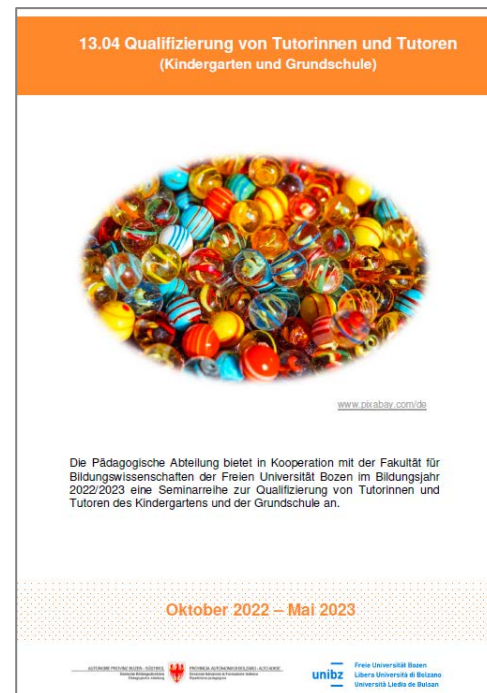 13.04 Qualifizierung von Tutorinnen und Tutoren
(Kindergarten und Grundschule)
www.pixabay.com/de
Die Pädagogische Abteilung bietet in Kooperation mit der Fakultät für
Bildungswissenschaften der Freien Universität Bozen im Bildungsjahr
2022/2023 eine Seminarreihe zur Qualifizierung von Tutorinnen und
Tutoren des Kindergartens und der Grundschule an.
Oktober 2022 – Mai 2023
AUTONOME PROVINZ BOZEN - SÜDTIROL
PROVINCIA AUTONOMA DI BOLZANO - ALTO ADIGE
unibz
Freie Universität Bozen
Libera Università di Bolzano
Università Liedia de Bulsan